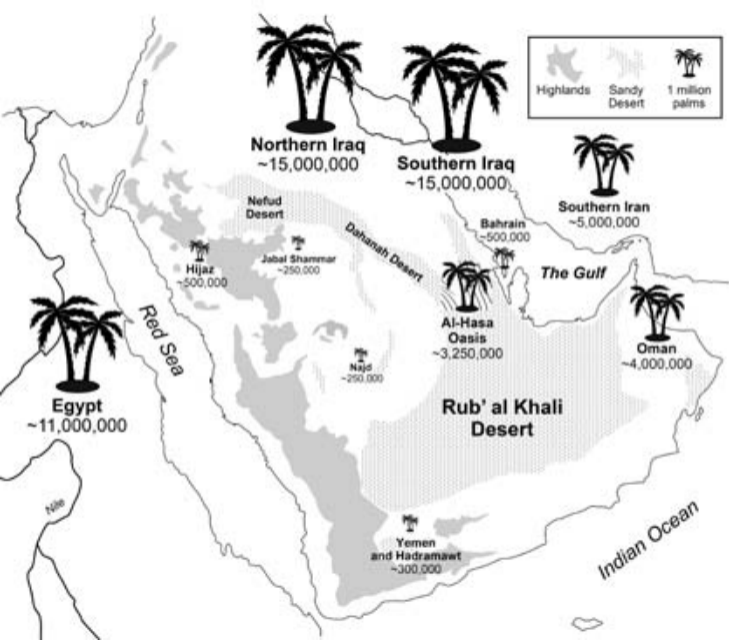 Highlands
Sandy
Desert
1 million
palms
Northern Iraq
~15,000,000
Southern Iraq
~15,000,000
Southern Iran
~5,000,000
Nefud
Desert
Dahanah Desert
Bahrain
~500,000
The Gulf
Hijaz
~500,000
Jabal Shammar
~250,000
Al-Hasa
Oasis
~3,250,000
Oman
~4,000,000
Red Sea
Najd
~250,000
Egypt
~11,000,000
Rub' al Khali
Desert
Nile
Yemen
and Hadramawt
~300,000
Indian Ocean